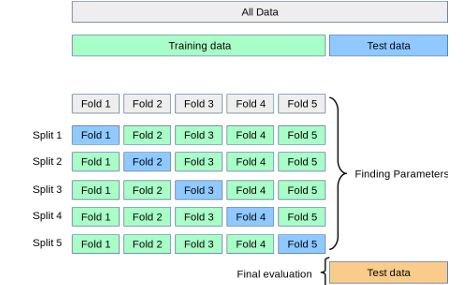 All Data
Training data Test data
Fold 1 Fold 2 Fold 3 Fold 4 Fold 5
Split 1 Fold 1 Fold 2 Fold 3 Fold 4 Fold 5
Split 2 Fold 1 Fold 2 Fold 3 Fold 4 Fold 5
Finding Parameters
Split 3 Fold 1 Fold 2 Fold 3 Fold 4 Fold 5
Split 4 Fold 1 Fold 2 Fold 3 Fold 4 Fold 5
Split 5 Fold 1 Fold 2 Fold 3 Fold 4 Fold 5
Final evaluation Test data